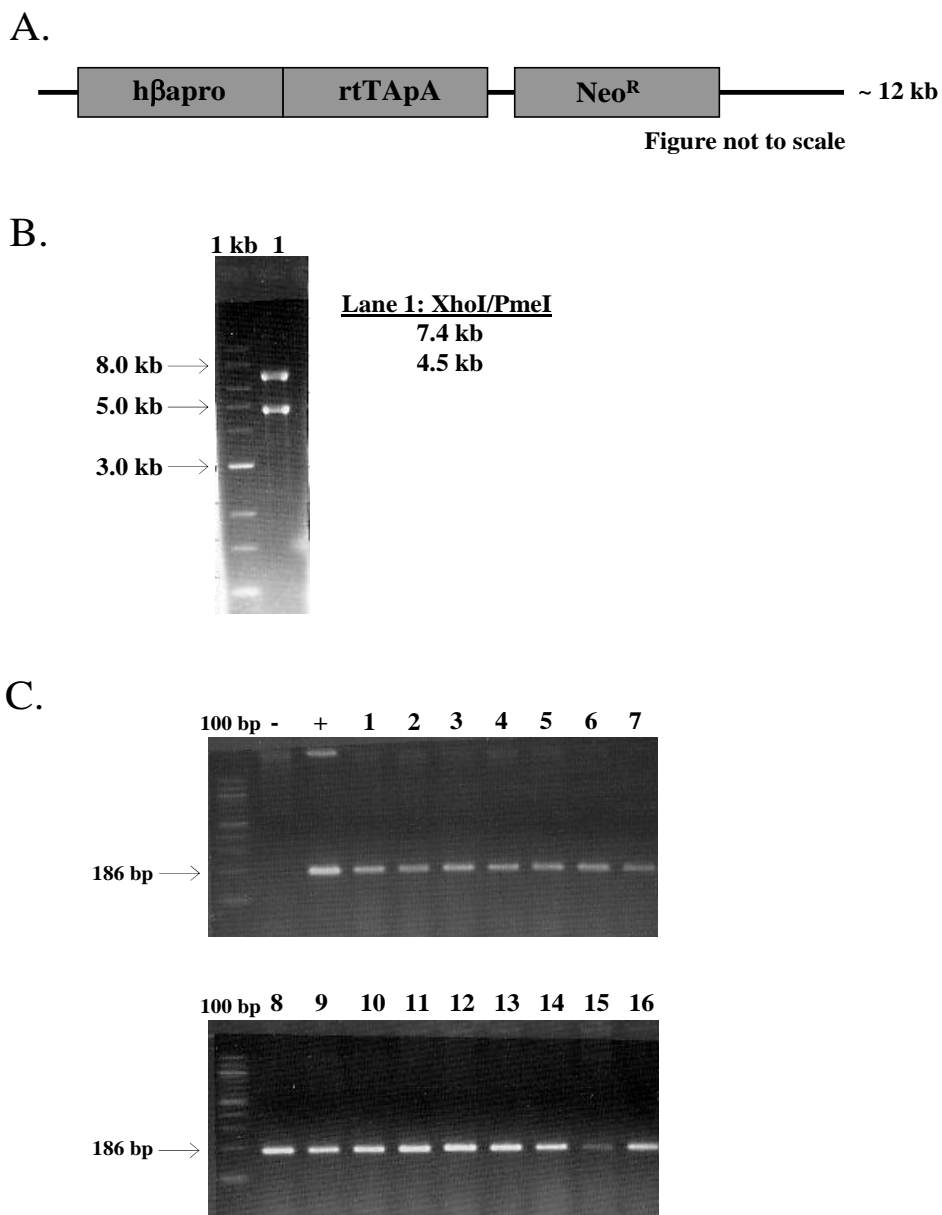 A.
hβapro rtTApA Neoᴿ ~ 12 kb
Figure not to scale
B.
1 kb 1
Lane 1: XhoI/PmeI
7.4 kb
4.5 kb
8.0 kb
5.0 kb
3.0 kb
C.
100 bp - + 1 2 3 4 5 6 7
186 bp
100 bp 8 9 10 11 12 13 14 15 16
186 bp